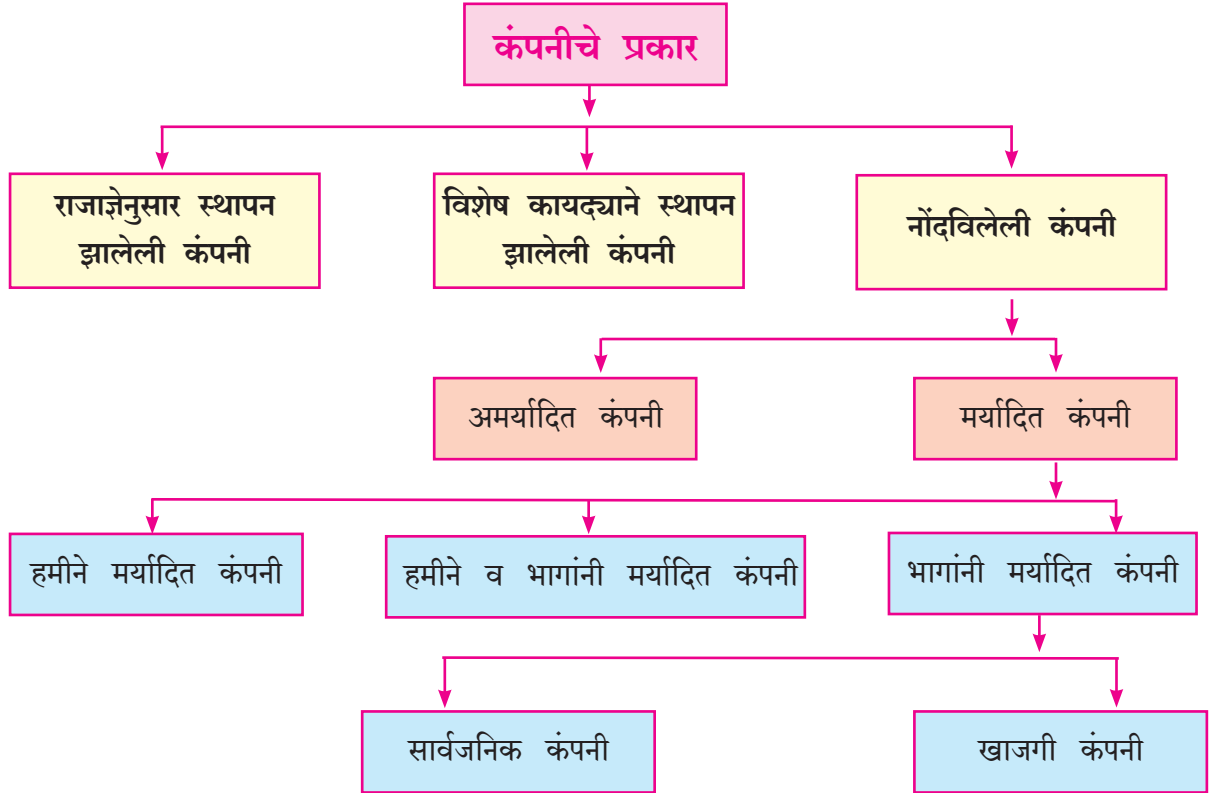 कंपनीचे प्रकार
राजाज्ञेनुसार स्थापन
झालेली कंपनी
विशेष कायद्याने स्थापन
झालेली कंपनी
नोंदविलेली कंपनी
अमर्यादित कंपनी
मर्यादित कंपनी
हमीने मर्यादित कंपनी
हमीने व भागांनी मर्यादित कंपनी
भागांनी मर्यादित कंपनी
सार्वजनिक कंपनी
खाजगी कंपनी